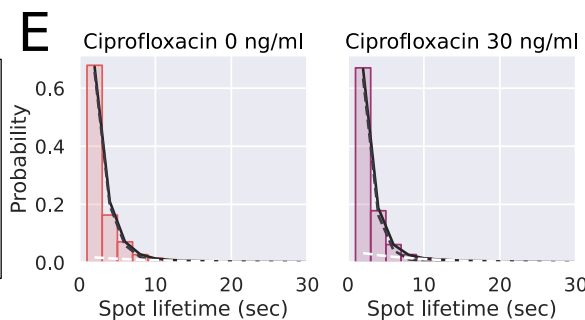 E
Ciprofloxacin 0 ng/ml
Ciprofloxacin 30 ng/ml
Probability
0.6
0.4
0.2
0.0
0 10 20 30
0 10 20 30
Spot lifetime (sec)
Spot lifetime (sec)